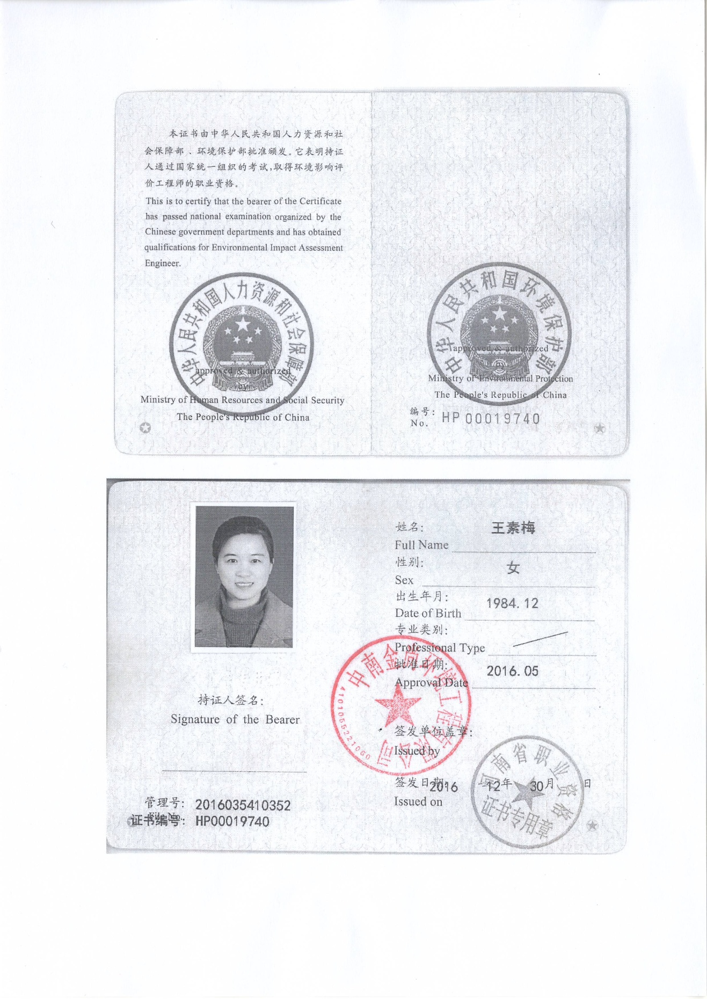 本证书由中华人民共和国人力资源和社
会保障部、环境保护部批准颁发。它表明持证
人通过国家统一组织的考试,取得环境影响评
价工程师的职业资格。
This is to certify that the bearer of the Certificate
has passed national examination organized by the
Chinese government departments and has obtained
qualifications for Environmental Impact Assessment
Engineer.
中华人民共和国人力资源和社会保障部
approved & authorized
by
Ministry of Human Resources and Social Security
The People's Republic of China
中华人民共和国环境保护部
approved & authorized
by
Ministry of Environmental Protection
The People's Republic of China
编号:
No.
HP 00019740
持证人签名:
Signature of the Bearer
管理号: 2016035410352
File No.
证书编号: HP00019740
姓名: 王素梅
Full Name
性别: 女
Sex
出生年月: 1984.12
Date of Birth
专业类别:
Professional Type
批准日期: 2016.05
Approval Date
中南金尚环境工程有限公司
4101055221060
签发单位盖章:
Issued by
签发日期: 2016 12年 30月 日
Issued on
河南省职业资格
证书专用章